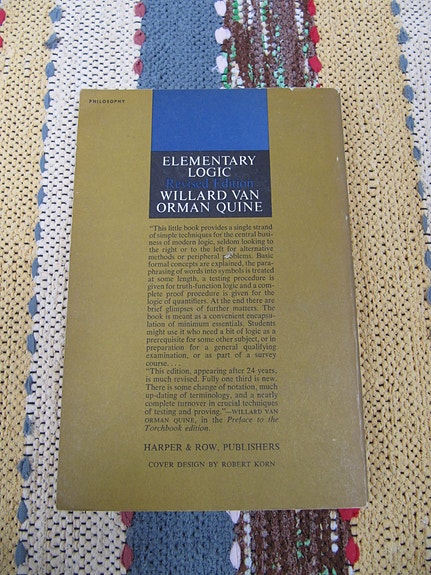 PHILOSOPHY
ELEMENTARY
LOGIC
Revised Edition
WILLARD VAN
ORMAN QUINE
"This little book provides a single strand
of simple techniques for the central busi-
ness of modern logic, seldom looking to
the right or to the left for alternative
methods or peripheral problems. Basic
formal concepts are explained, the para-
phrasing of words into symbols is treated
at some length, a testing procedure is
given for truth-function logic and a com-
plete proof procedure is given for the
logic of quantifiers. At the end there are
brief glimpses of further matters. The
book is meant as a convenient encapsu-
lation of minimum essentials. Students
might use it who need a bit of logic as a
prerequisite for some other subject, or in
preparation for a general qualifying
examination, or as part of a survey
course. . . .
"This edition, appearing after 24 years,
is much revised. Fully one third is new.
There is some change of notation, much
up-dating of terminology, and a nearly
complete turnover in crucial techniques
of testing and proving."—WILLARD VAN
ORMAN QUINE, in the Preface to the
Torchbook edition.
HARPER & ROW, PUBLISHERS
COVER DESIGN BY ROBERT KORN